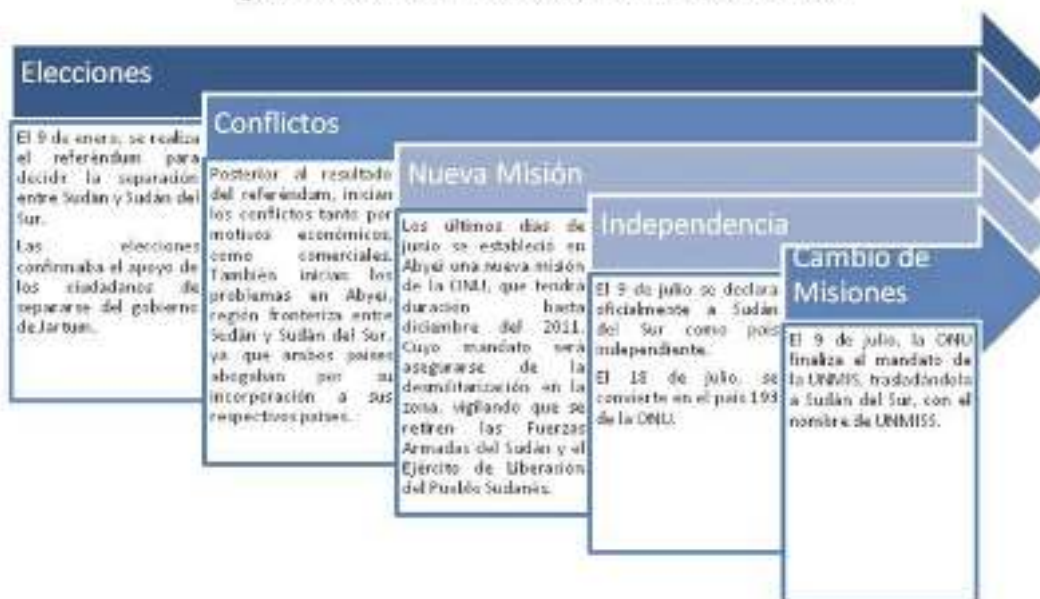 Elecciones
El 9 de enero, se realiza
el referéndum para
decidir la separación
entre Sudán y Sudán del
Sur.
Las elecciones
confirmaba el apoyo de
los ciudadanos de
separarse del gobierno
de Jartum.
Conflictos
Posterior al resultado
del referéndum, inician
los conflictos tanto por
motivos económicos,
como comerciales.
También inician los
problemas en Abyei,
región fronteriza entre
Sudán y Sudán del Sur,
ya que ambos países
abogaban por su
incorporación a sus
respectivos países.
Nueva Misión
Los últimos días de
junio se estableció en
Abyei una nueva misión
de la ONU, que tendrá
duración hasta
diciembre del 2011.
Cuyo mandato será
asegurarse de la
desmilitarización en la
zona, vigilando que se
retiren las Fuerzas
Armadas del Sudán y el
Ejército de Liberación
del Pueblo Sudanés.
Independencia
El 9 de julio se declara
oficialmente a Sudán
del Sur como país
independiente.
El 18 de julio, se
convierte en el país 193
de la ONU.
Cambio de
Misiones
El 9 de julio, la ONU
finaliza el mandato de
la UNMIS, trasladándola
a Sudán del Sur, con el
nombre de UNMISS.